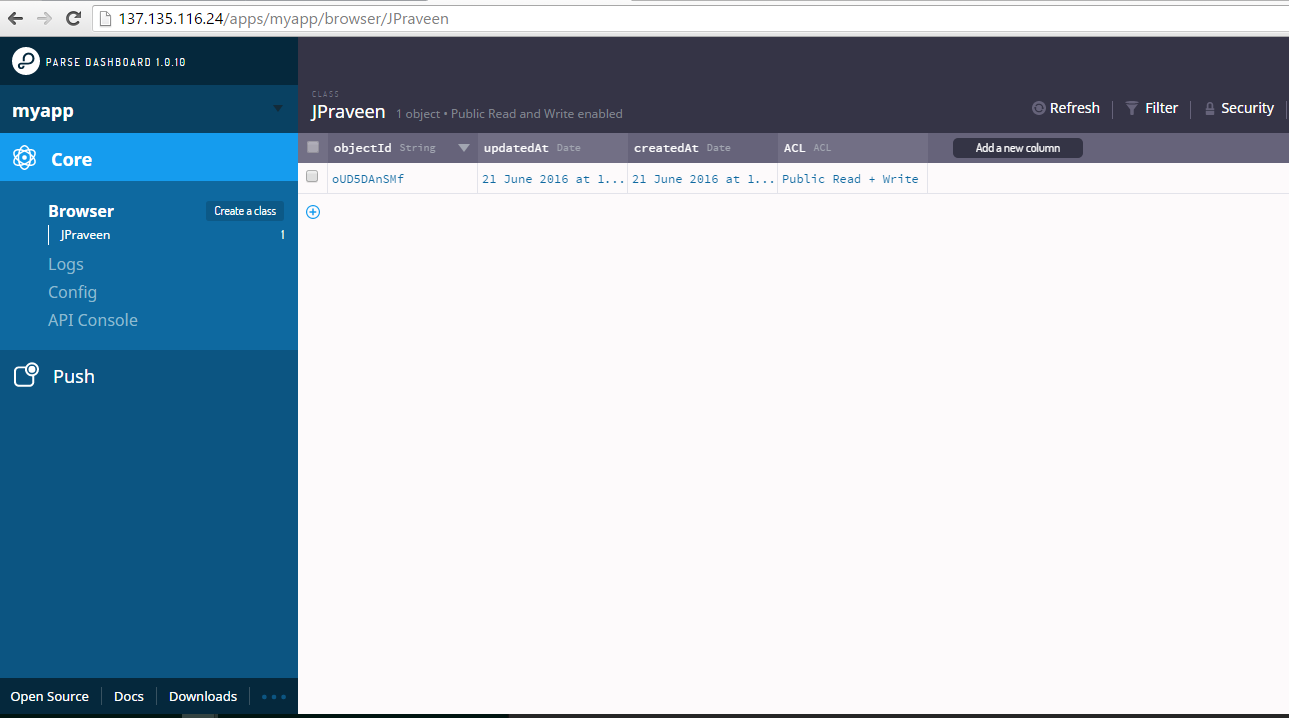 137.135.116.24/apps/myapp/browser/JPraveen
PARSE DASHBOARD 1.0.10
myapp
Core
Browser Create a class
JPraveen 1
Logs
Config
API Console
Push
Open Source Docs Downloads
CLASS
JPraveen 1 object • Public Read and Write enabled Refresh Filter Security
objectId String updatedAt Date createdAt Date ACL ACL Add a new column
oUD5DAnSMf 21 June 2016 at 1... 21 June 2016 at 1... Public Read + Write